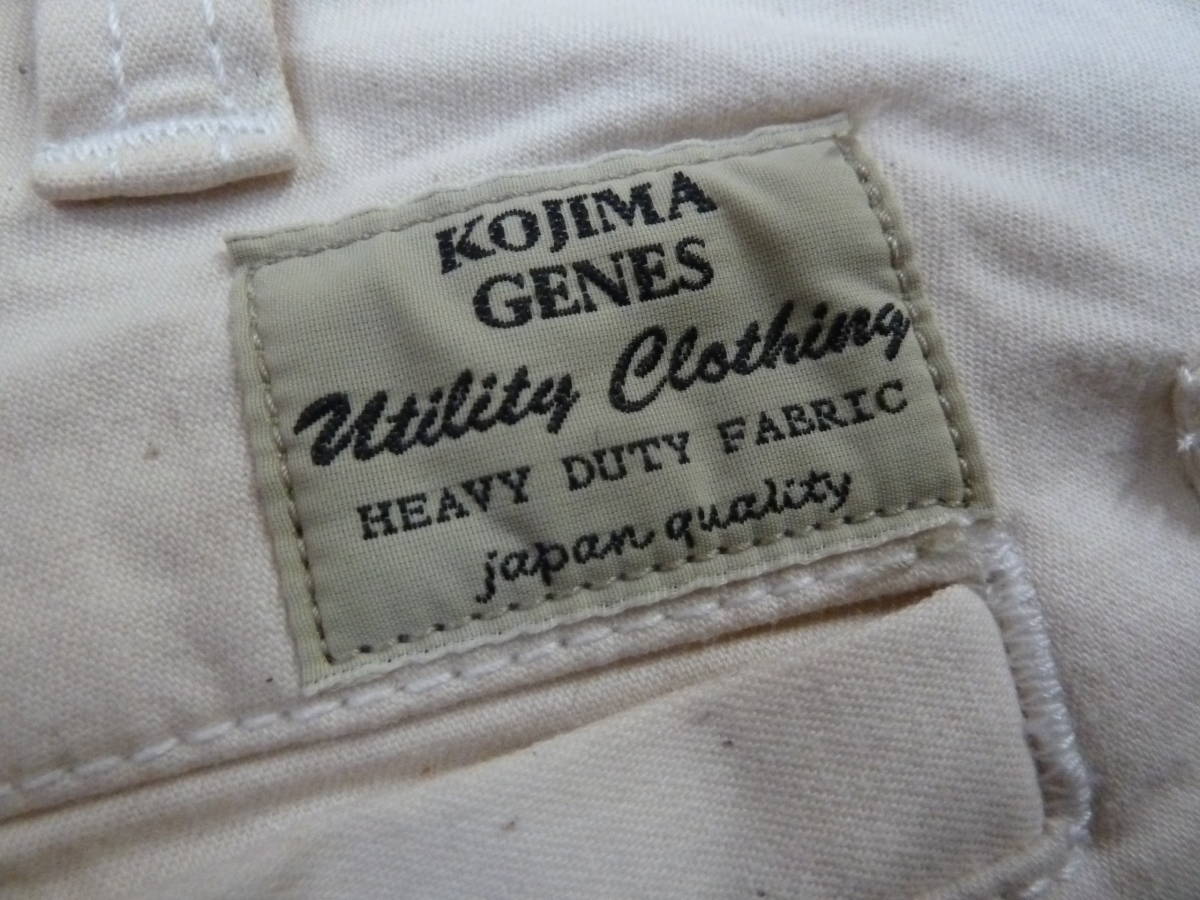 KOJIMA
GENES
Utility Clothing
HEAVY DUTY FABRIC
japan quality